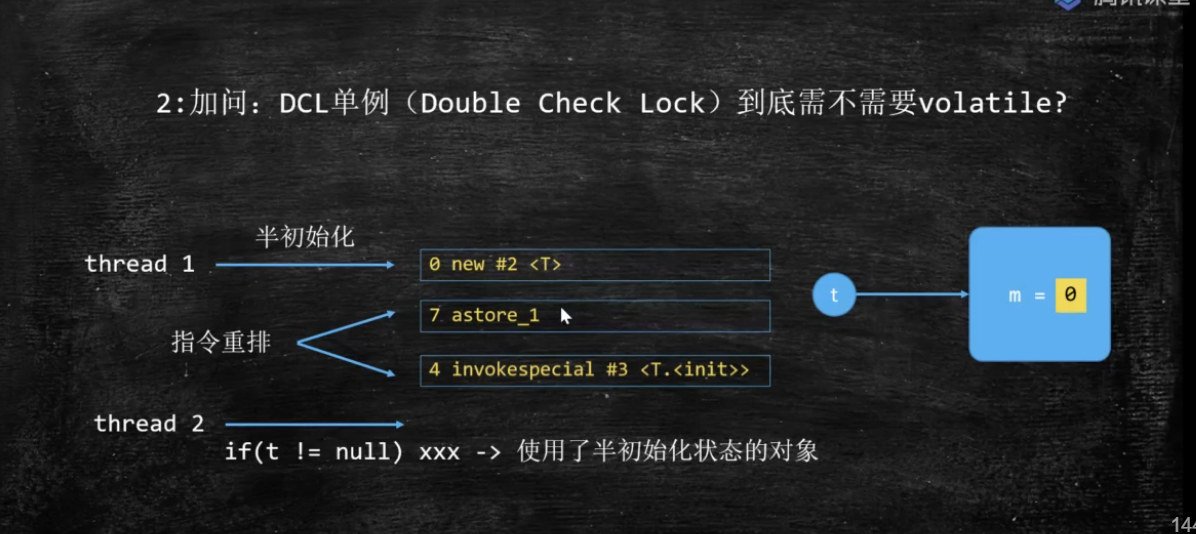 2:加问：DCL单例（Double Check Lock）到底需不需要volatile?
半初始化
thread 1
0 new #2 <T>
7 astore_1
指令重排
4 invokespecial #3 <T.<init>>
t
m = 0
thread 2
if(t != null) xxx -> 使用了半初始化状态的对象